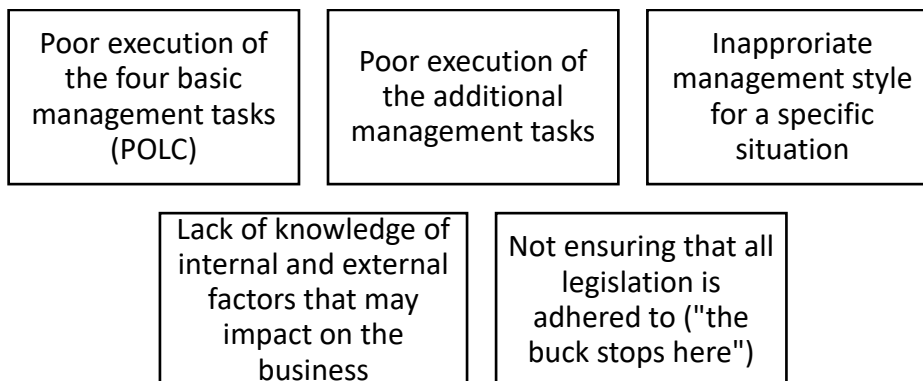 Poor execution of
the four basic
management tasks
(POLC)
Poor execution of
the additional
management tasks
Inapproriate
management style
for a specific
situation
Lack of knowledge of
internal and external
factors that may
impact on the
business
Not ensuring that all
legislation is
adhered to ("the
buck stops here")